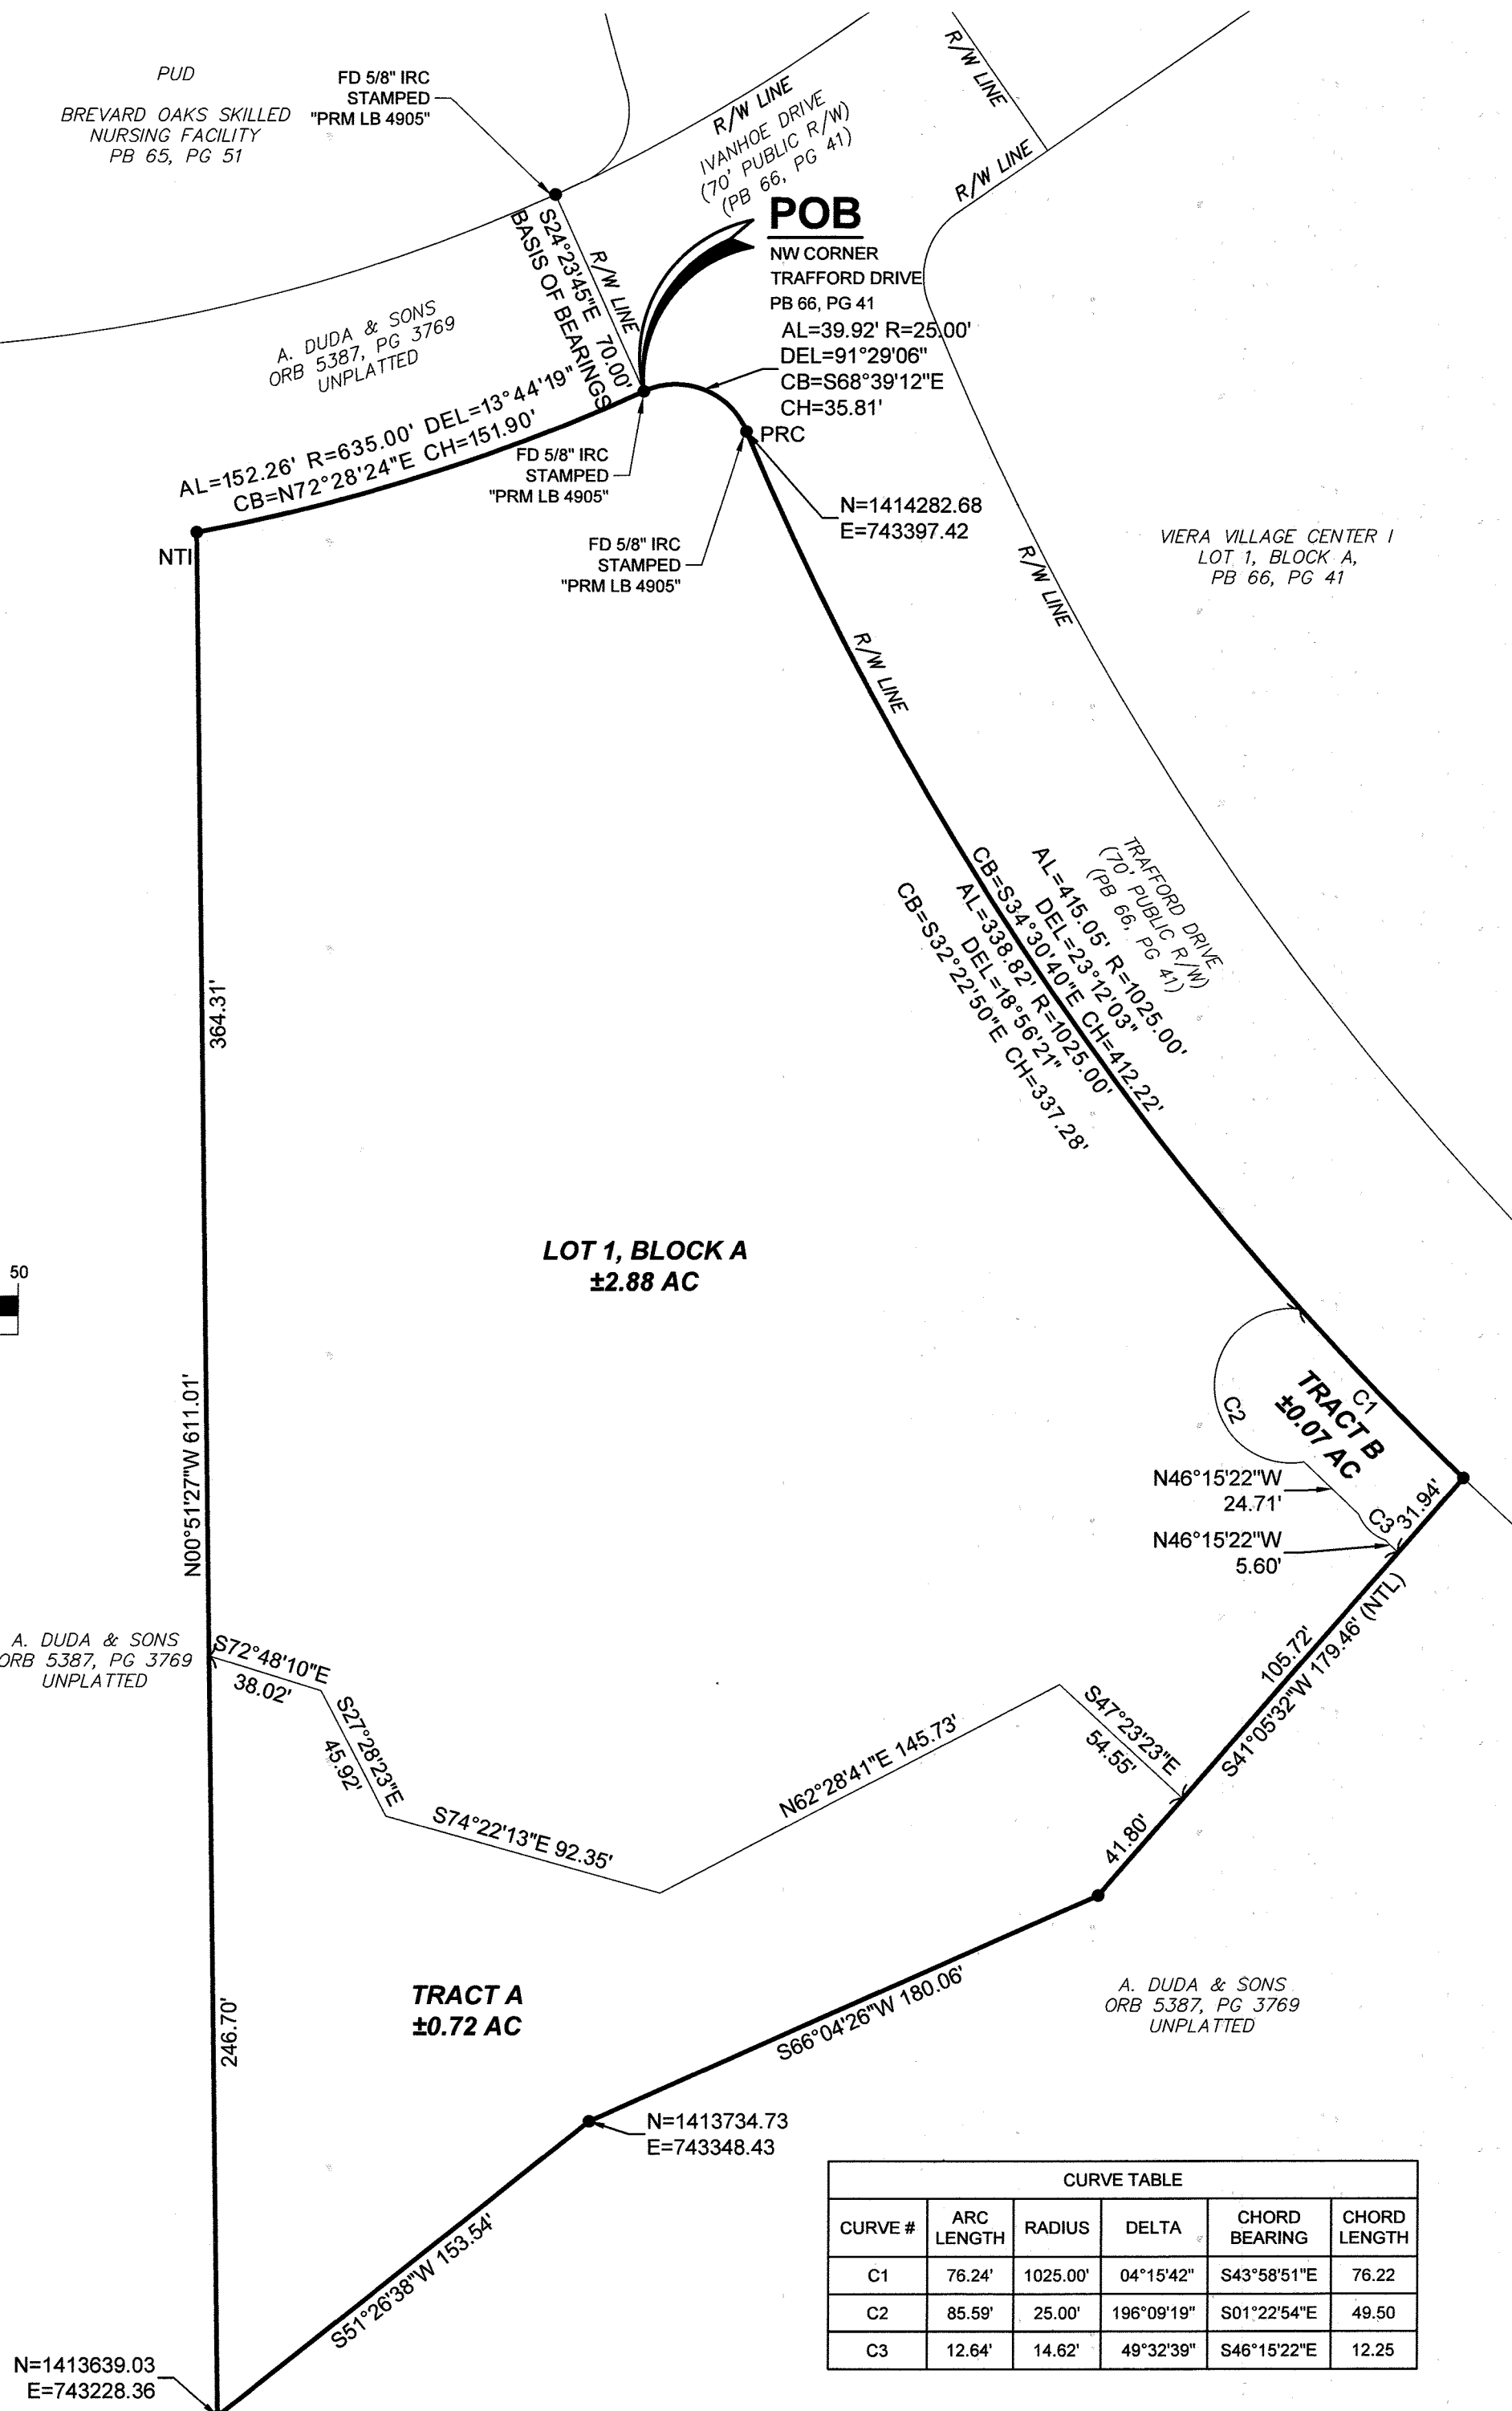 PUD
BREVARD OAKS SKILLED
NURSING FACILITY
PB 65, PG 51
FD 5/8" IRC
STAMPED
"PRM LB 4905"
R/W LINE
IVANHOE DRIVE
(70' PUBLIC R/W)
(PB 66, PG 41)
R/W LINE
R/W LINE
POB
NW CORNER
TRAFFORD DRIVE
PB 66, PG 41
AL=39.92' R=25.00'
DEL=91°29'06"
CB=S68°39'12"E
CH=35.81'
R/W LINE
S24°23'45"E 70.00'
BASIS OF BEARINGS
A. DUDA & SONS
ORB 5387, PG 3769
UNPLATTED
AL=152.26' R=635.00' DEL=13°44'19"
CB=N72°28'24"E CH=151.90'
NTI
FD 5/8" IRC
STAMPED
"PRM LB 4905"
PRC
FD 5/8" IRC
STAMPED
"PRM LB 4905"
N=1414282.68
E=743397.42
VIERA VILLAGE CENTER I
LOT 1, BLOCK A,
PB 66, PG 41
R/W LINE
R/W LINE
TRAFFORD DRIVE
(70' PUBLIC R/W)
(PB 66, PG 41)
AL=415.05' R=1025.00'
DEL=23°12'03"
CB=S34°30'40"E CH=412.22'
AL=338.82' R=1025.00'
DEL=18°56'21"
CB=S32°22'50"E CH=337.28'
364.31'
LOT 1, BLOCK A
±2.88 AC
50
N00°51'27"W 611.01'
C1
C2
TRACT B
±0.07 AC
N46°15'22"W
24.71'
C3
31.94'
N46°15'22"W
5.60'
105.72'
S41°05'32"W 179.46' (NTL)
A. DUDA & SONS
ORB 5387, PG 3769
UNPLATTED
S72°48'10"E
38.02'
S27°28'23"E
45.92'
S74°22'13"E 92.35'
N62°28'41"E 145.73'
S47°23'23"E
54.55'
41.80'
TRACT A
±0.72 AC
246.70'
S66°04'26"W 180.06'
A. DUDA & SONS
ORB 5387, PG 3769
UNPLATTED
N=1413734.73
E=743348.43
S51°26'38"W 153.54'
N=1413639.03
E=743228.36
CURVE TABLE
CURVE # ARC LENGTH RADIUS DELTA CHORD BEARING CHORD LENGTH
C1 76.24' 1025.00' 04°15'42" S43°58'51"E 76.22
C2 85.59' 25.00' 196°09'19" S01°22'54"E 49.50
C3 12.64' 14.62' 49°32'39" S46°15'22"E 12.25